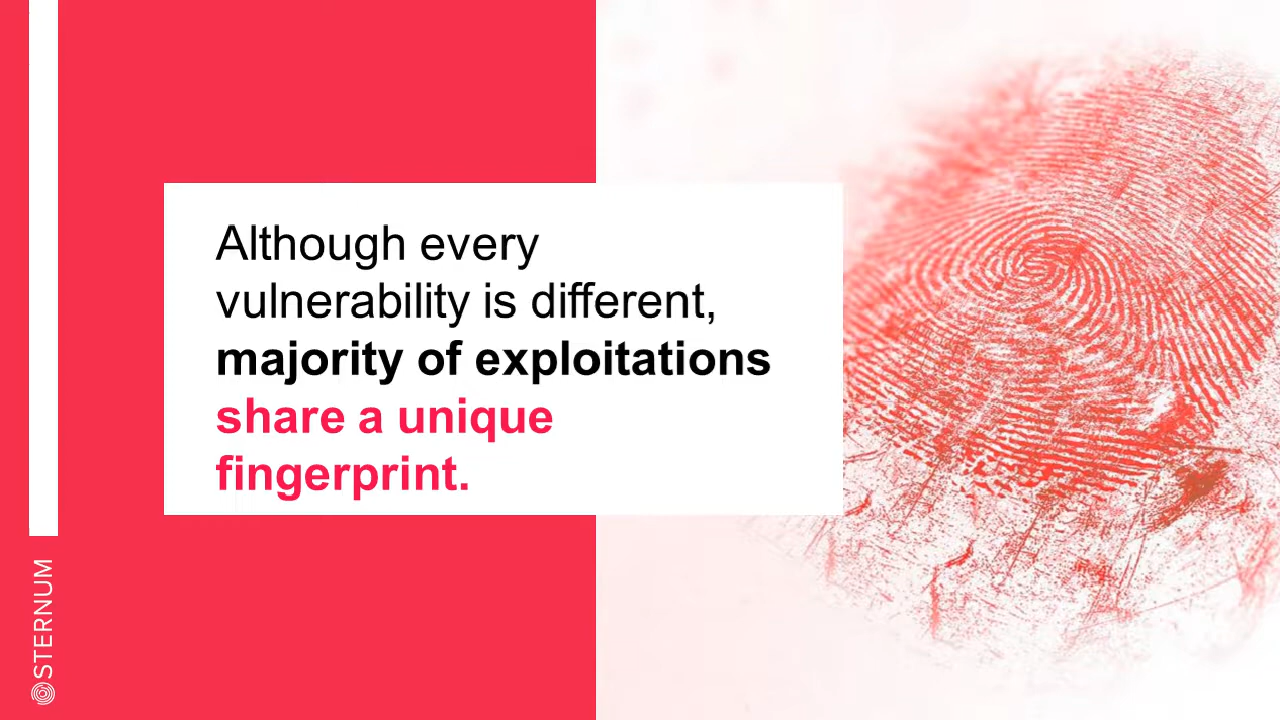 Although every
vulnerability is different,
majority of exploitations
share a unique
fingerprint.
STERNUM